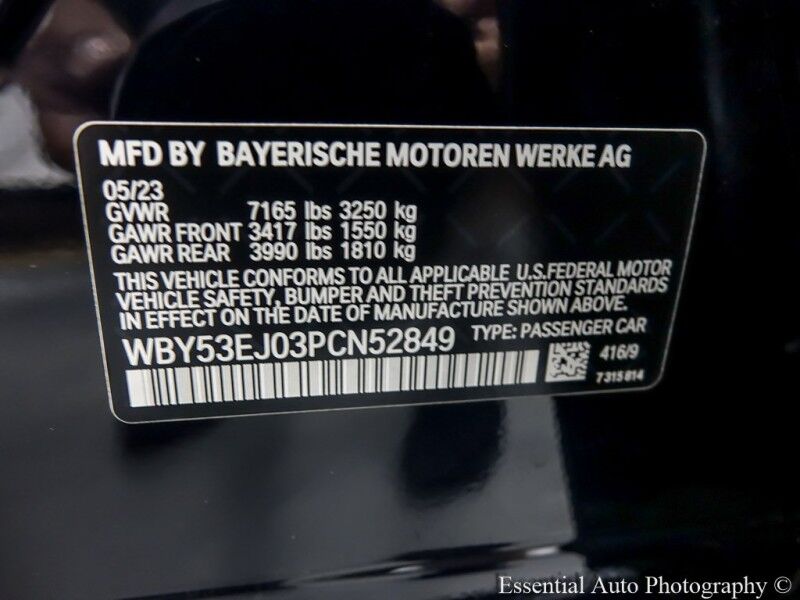 MFD BY BAYERISCHE MOTOREN WERKE AG
05/23
GVWR 7165 lbs 3250 kg
GAWR FRONT 3417 lbs 1550 kg
GAWR REAR 3990 lbs 1810 kg
THIS VEHICLE CONFORMS TO ALL APPLICABLE U.S.FEDERAL MOTOR
VEHICLE SAFETY, BUMPER AND THEFT PREVENTION STANDARDS
IN EFFECT ON THE DATE OF MANUFACTURE SHOWN ABOVE.
WBY53EJ03PCN52849 TYPE: PASSENGER CAR
416/9
7315814
Essential Auto Photography ©